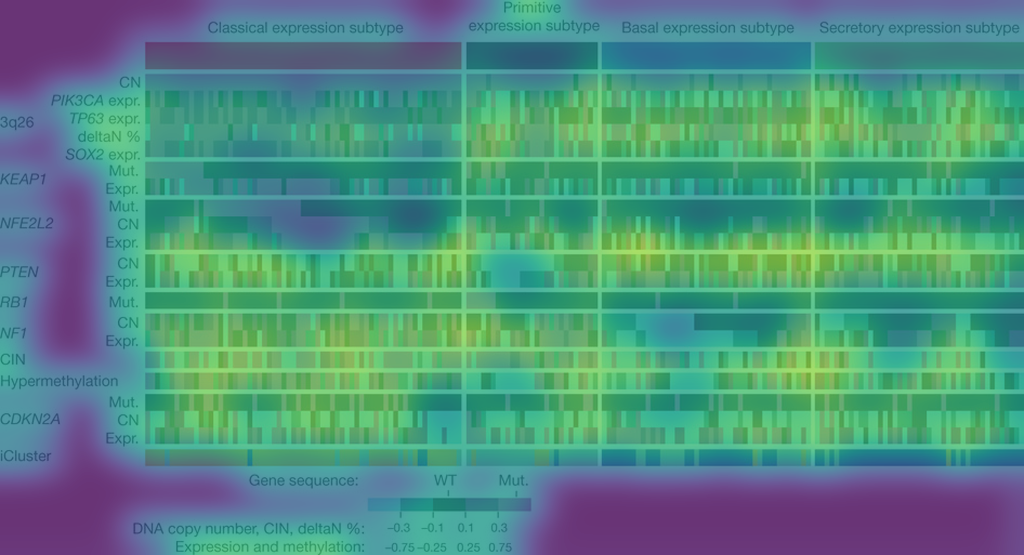 Primitive
Classical expression subtype expression subtype Basal expression subtype Secretory expression subtype
CN
PIK3CA expr.
3q26 TP63 expr.
deltaN %
SOX2 expr.
Mut.
KEAP1
Expr.
Mut.
NFE2L2 CN
Expr.
CN
PTEN
Expr.
RB1 Mut.
CN
NF1
Expr.
CIN
Hypermethylation
Mut.
CDKN2A CN
Expr.
iCluster
Gene sequence: WT Mut.
DNA copy number, CIN, deltaN %: −0.3 −0.1 0.1 0.3
Expression and methylation: −0.75 −0.25 0.25 0.75